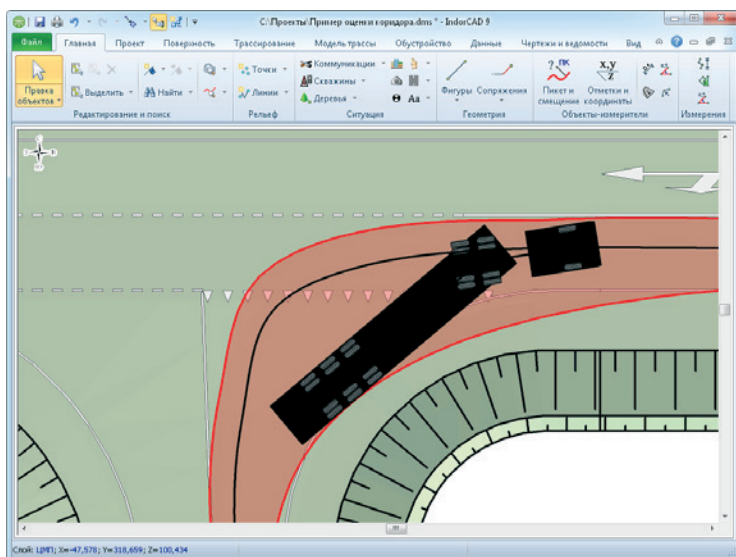 C:\Проекты\Пример оценки коридора.dms * - IndorCAD 9
Файл Главная Проект Поверхность Трассирование Модель трассы Обустройство Данные Чертежи и ведомости Вид
Правка объектов
Выделить
Найти
Редактирование и поиск
Точки
Линии
Рельеф
Коммуникации
Скважины
Деревья
Aa
Ситуация
Фигуры Сопряжения
Геометрия
ПК
Пикет и смещение
x,y
Отметки и координаты
Объекты-измерители
Измерения
Слой: ЦМП; X=-47,578; Y=318,659; Z=100,434